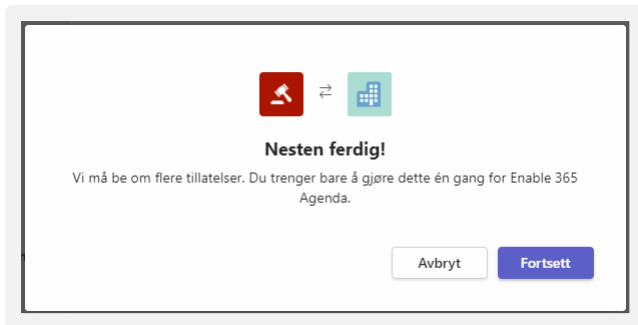 Nesten ferdig!
Vi må be om flere tillatelser. Du trenger bare å gjøre dette én gang for Enable 365
Agenda.
Avbryt
Fortsett